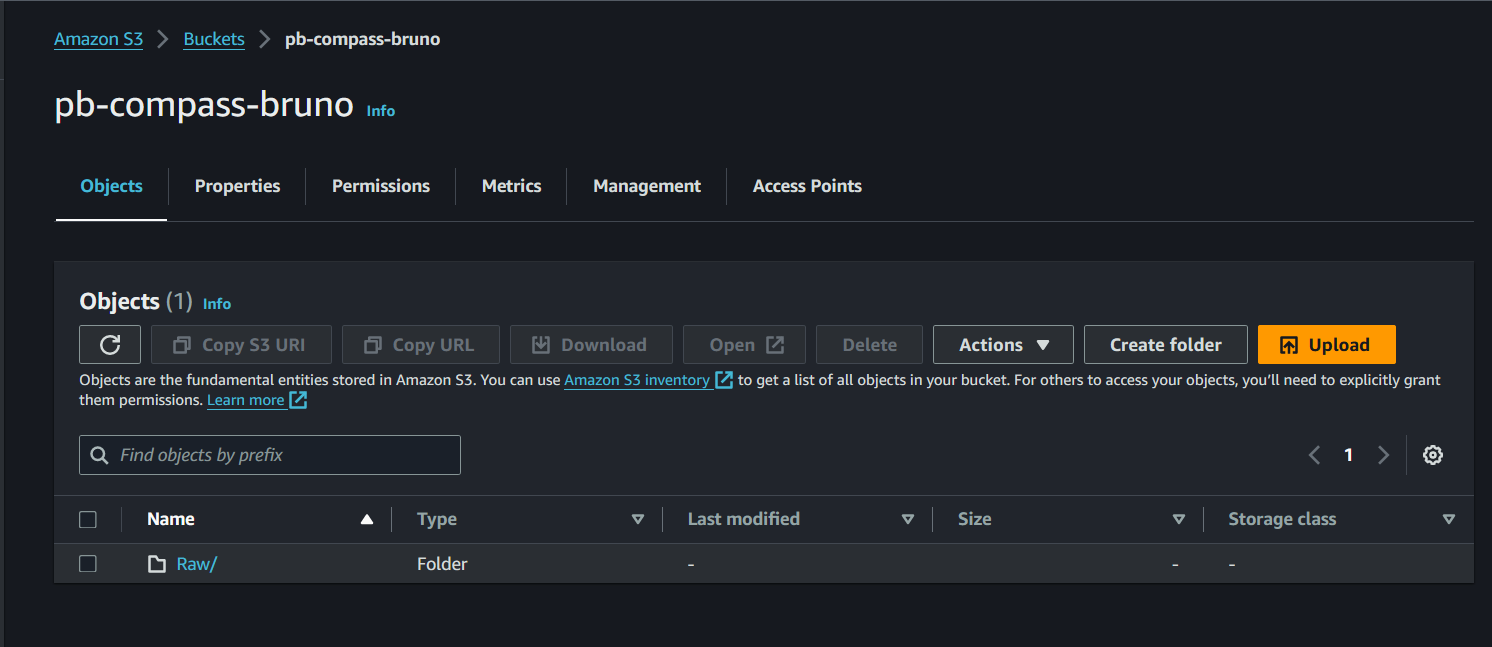 Amazon S3 > Buckets > pb-compass-bruno
pb-compass-bruno Info
Objects Properties Permissions Metrics Management Access Points
Objects (1) Info
Copy S3 URI Copy URL Download Open Delete Actions Create folder Upload
Objects are the fundamental entities stored in Amazon S3. You can use Amazon S3 inventory to get a list of all objects in your bucket. For others to access your objects, you’ll need to explicitly grant
them permissions. Learn more
Find objects by prefix
1
Name Type Last modified Size Storage class
Raw/ Folder - - -